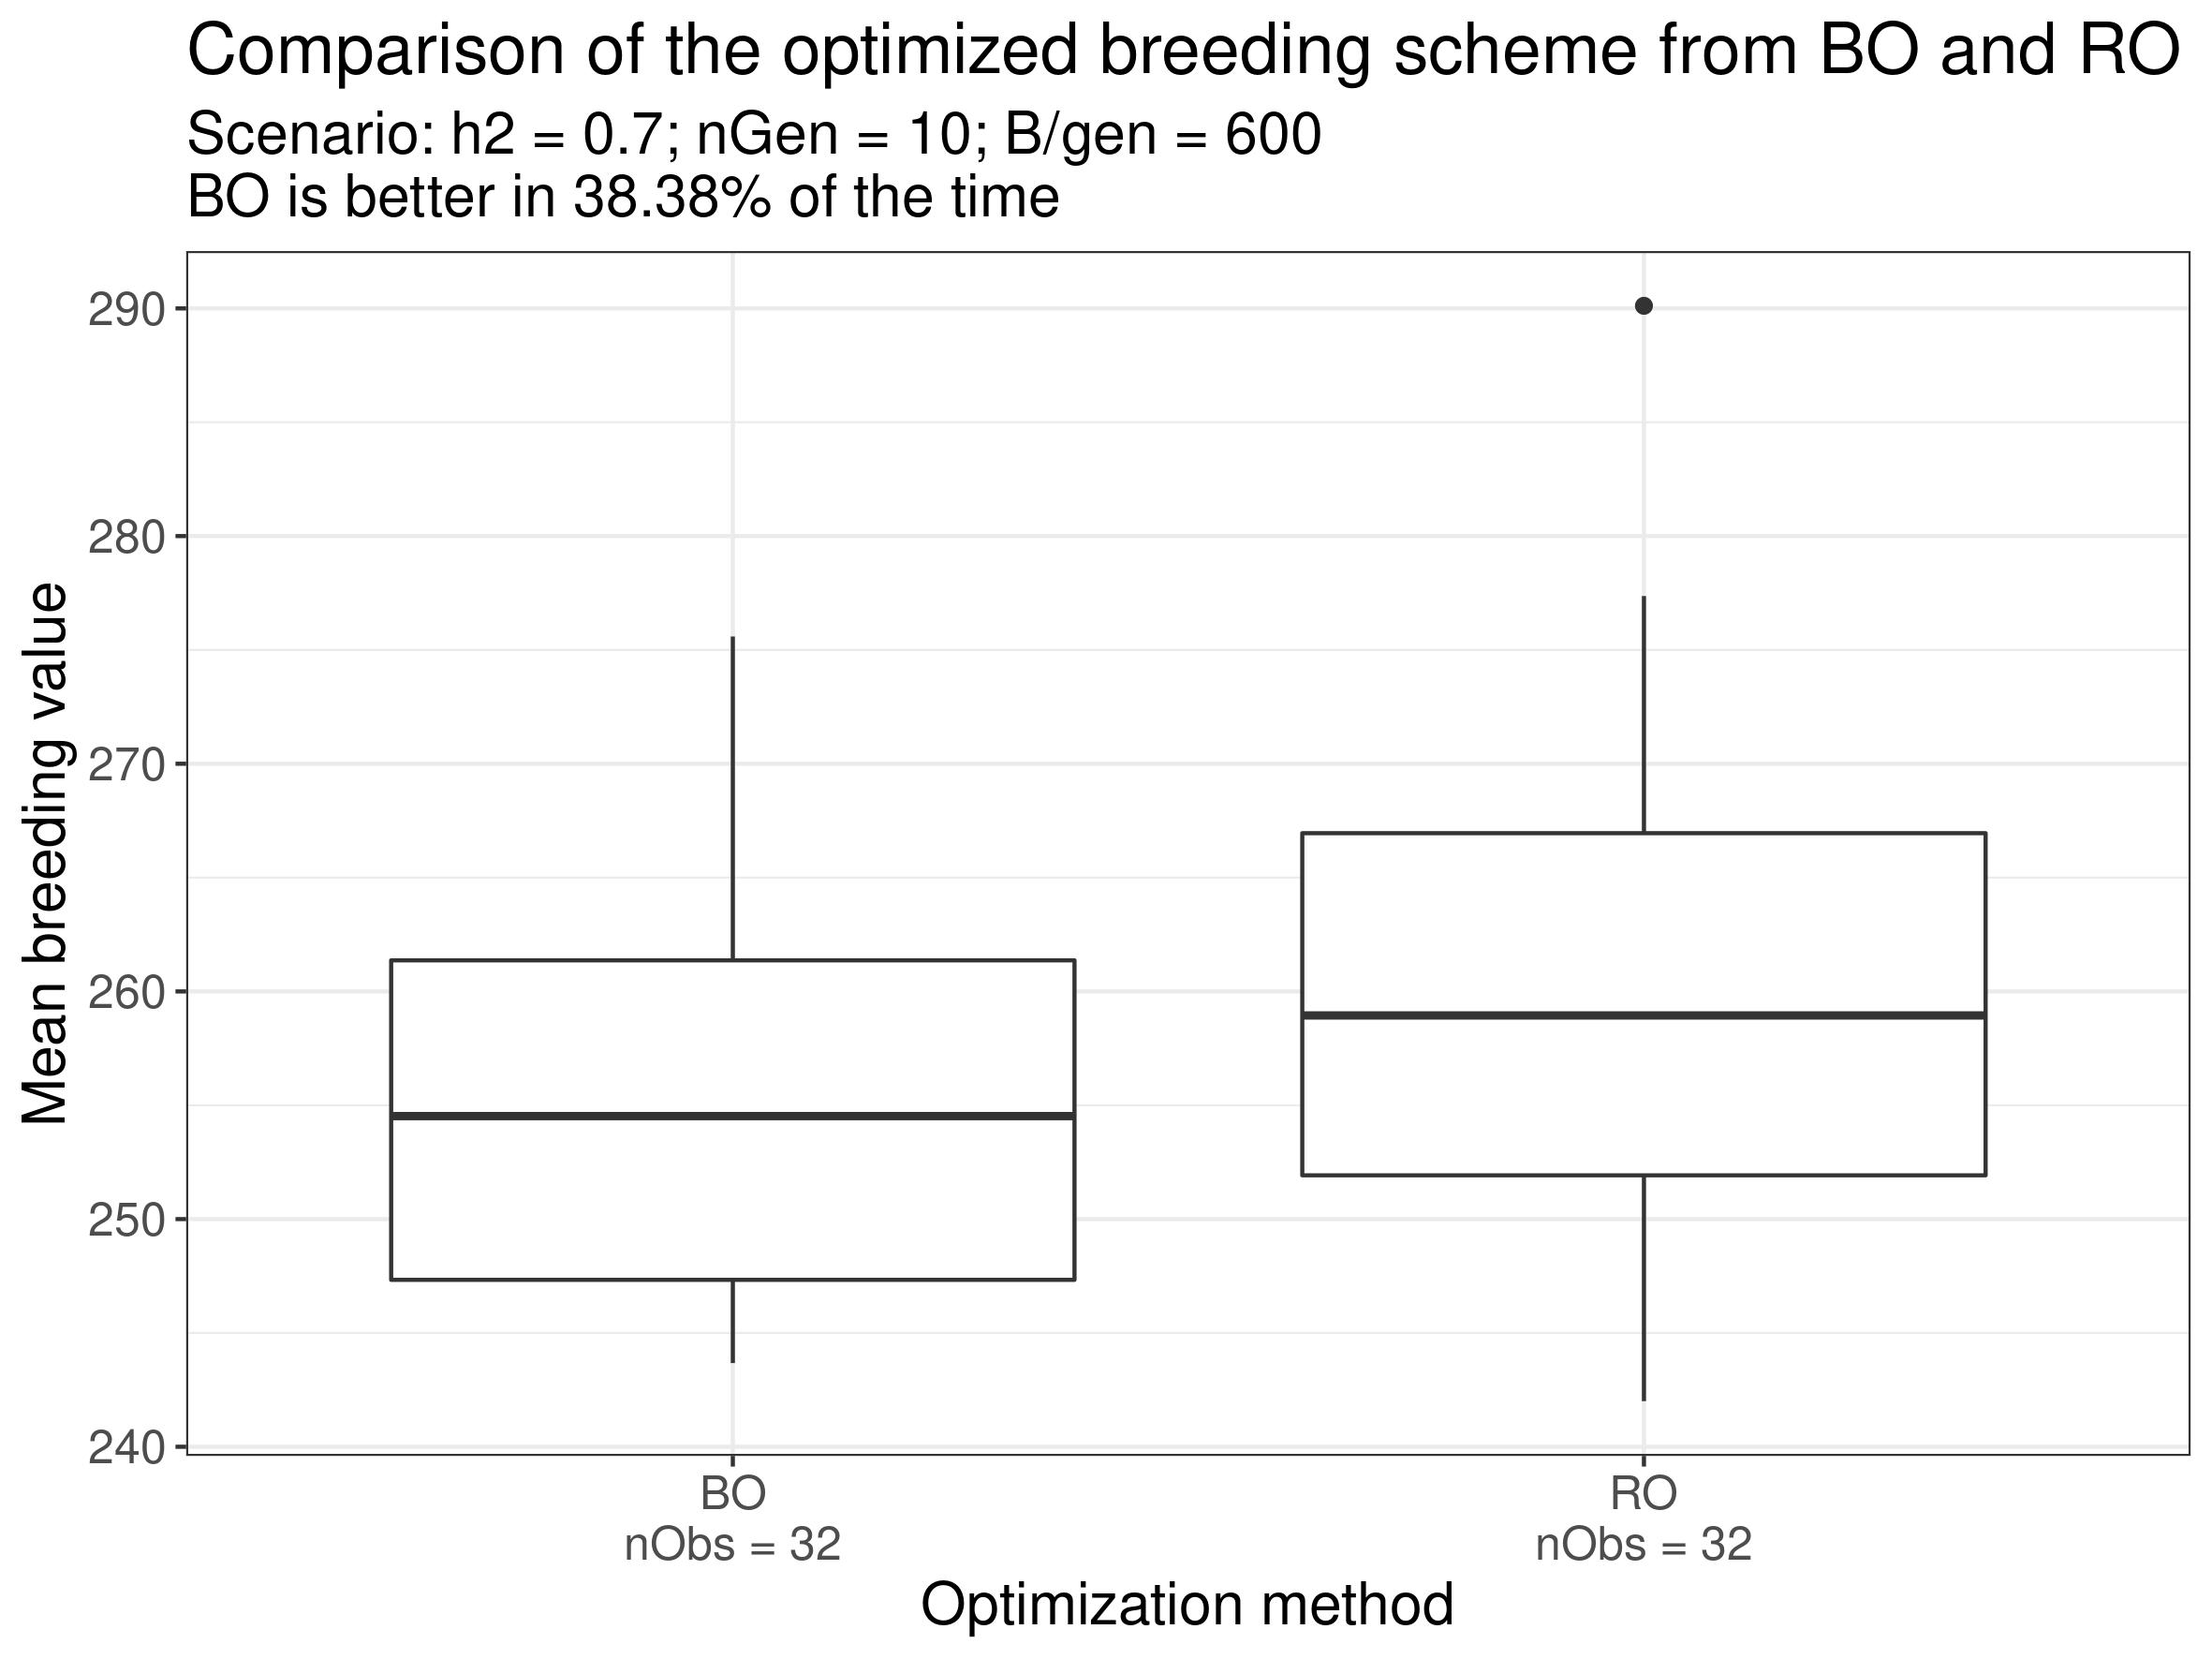 Comparison of the optimized breeding scheme from BO and RO
Scenario: h2 = 0.7; nGen = 10; B/gen = 600
BO is better in 38.38% of the time
Mean breeding value
290
280
270
260
250
240
BO
nObs = 32
RO
nObs = 32
Optimization method